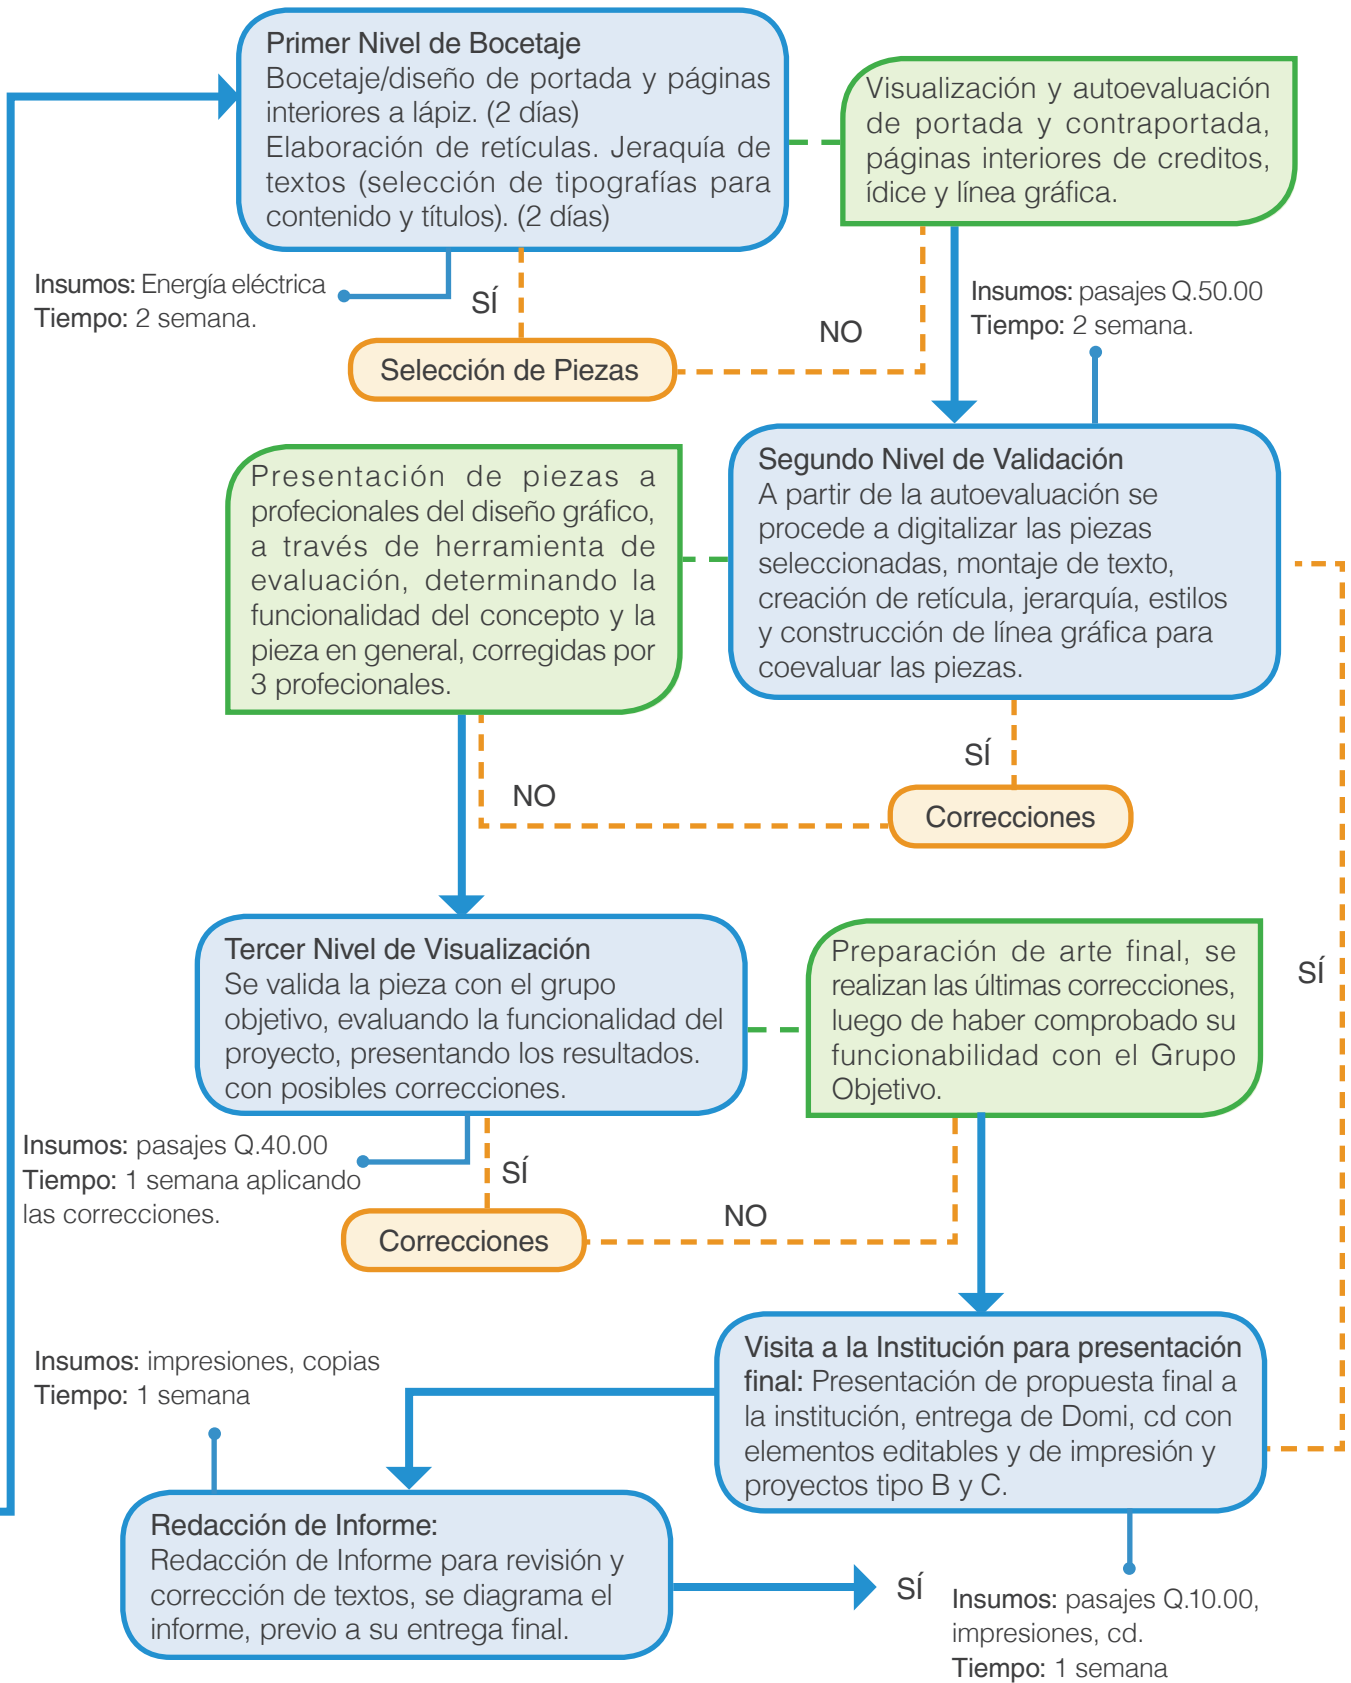 Primer Nivel de Bocetaje
Bocetaje/diseño de portada y páginas
interiores a lápiz. (2 días)
Elaboración de retículas. Jeraquía de
textos (selección de tipografías para
contenido y títulos). (2 días)
Visualización y autoevaluación
de portada y contraportada,
páginas interiores de creditos,
ídice y línea gráfica.
Insumos: Energía eléctrica
Tiempo: 2 semana.
SÍ
NO
Insumos: pasajes Q.50.00
Tiempo: 2 semana.
Selección de Piezas
Presentación de piezas a
profecionales del diseño gráfico,
a través de herramienta de
evaluación, determinando la
funcionalidad del concepto y la
pieza en general, corregidas por
3 profecionales.
Segundo Nivel de Validación
A partir de la autoevaluación se
procede a digitalizar las piezas
seleccionadas, montaje de texto,
creación de retícula, jerarquía, estilos
y construcción de línea gráfica para
coevaluar las piezas.
SÍ
NO
Correcciones
Tercer Nivel de Visualización
Se valida la pieza con el grupo
objetivo, evaluando la funcionalidad del
proyecto, presentando los resultados.
con posibles correcciones.
Preparación de arte final, se
realizan las últimas correcciones,
luego de haber comprobado su
funcionabilidad con el Grupo
Objetivo.
SÍ
Insumos: pasajes Q.40.00
Tiempo: 1 semana aplicando
las correcciones.
SÍ
NO
Correcciones
Insumos: impresiones, copias
Tiempo: 1 semana
Visita a la Institución para presentación
final: Presentación de propuesta final a
la institución, entrega de Domi, cd con
elementos editables y de impresión y
proyectos tipo B y C.
Redacción de Informe:
Redacción de Informe para revisión y
corrección de textos, se diagrama el
informe, previo a su entrega final.
SÍ
Insumos: pasajes Q.10.00,
impresiones, cd.
Tiempo: 1 semana